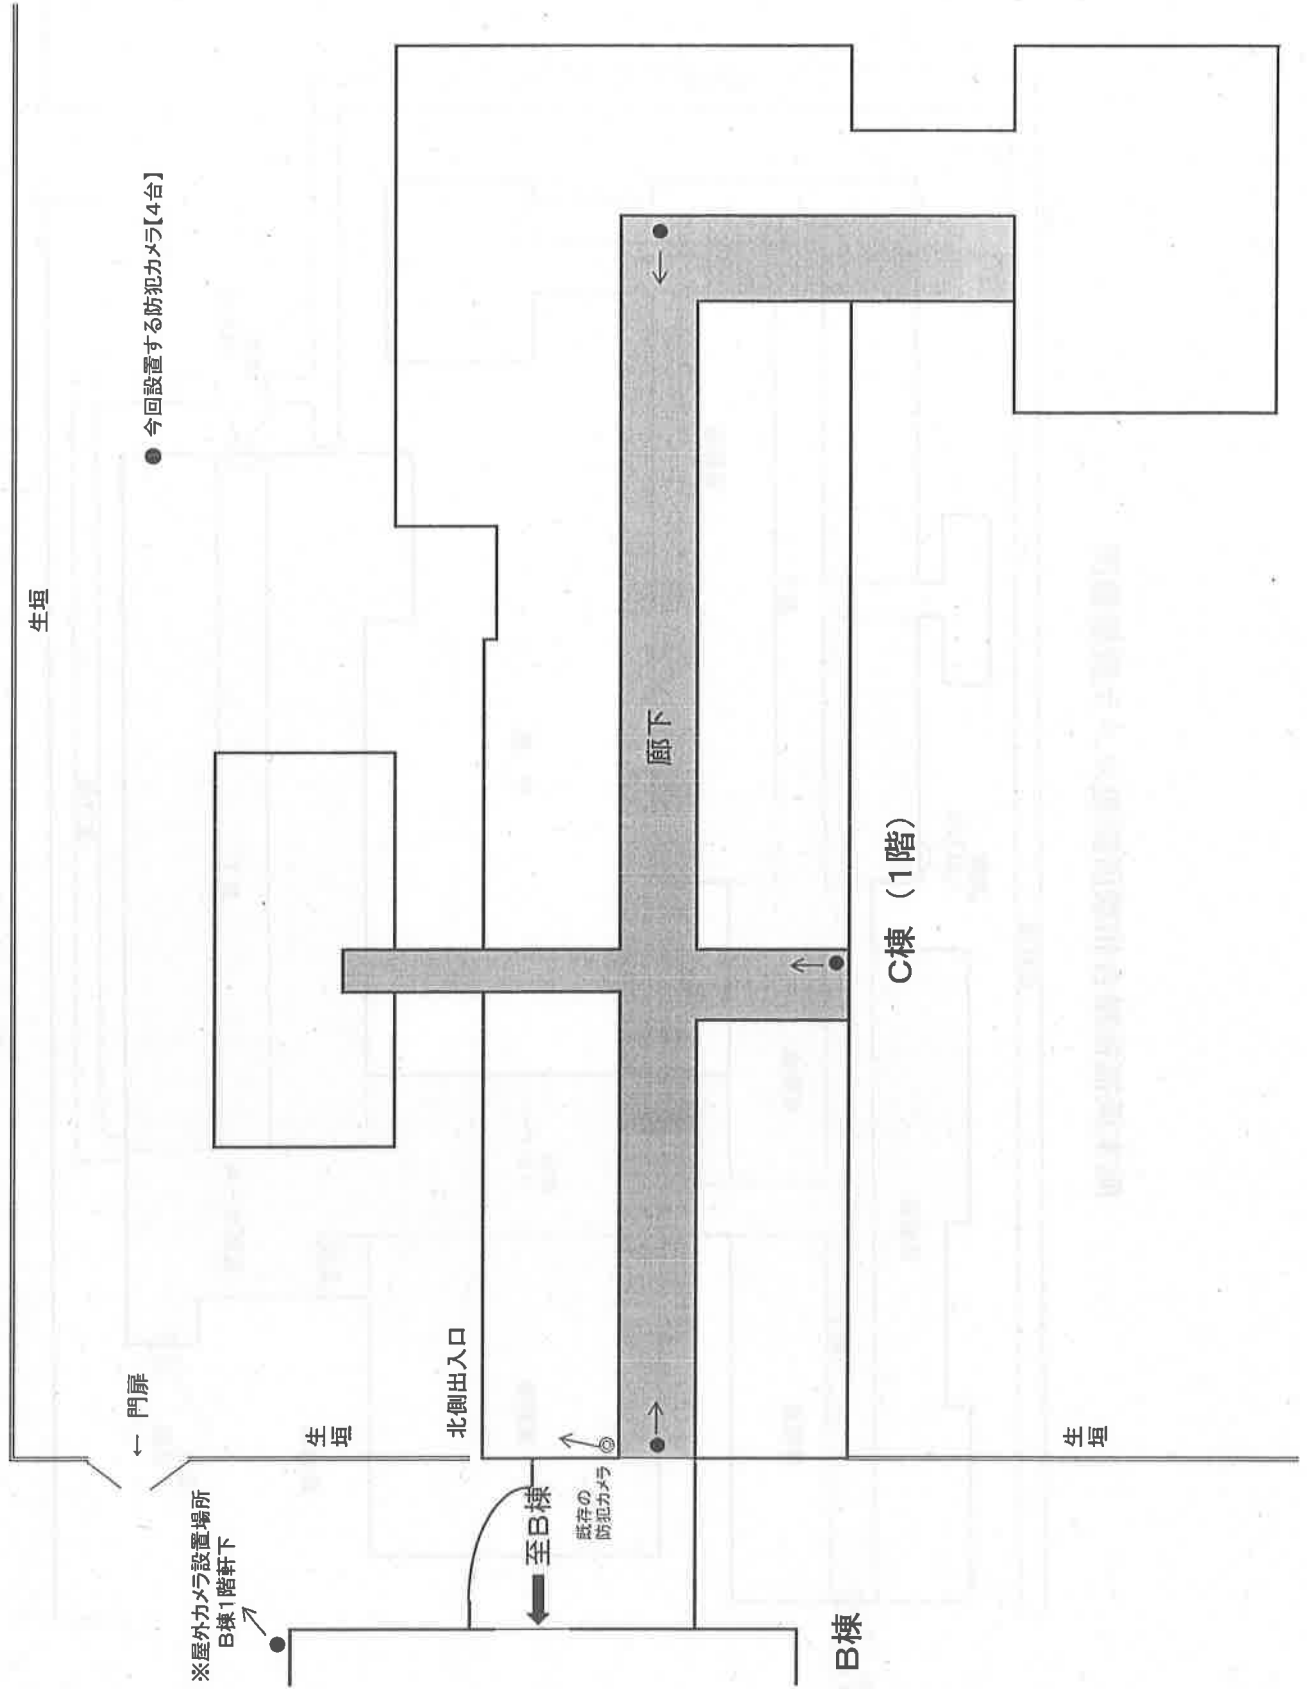 生垣
● 今回設置する防犯カメラ【4台】
← 門扉
生
垣
※屋外カメラ設置場所
B棟1階軒下
北側出入口
既存の
防犯カメラ
至B棟
廊下
C棟 （1階）
B棟
生
垣